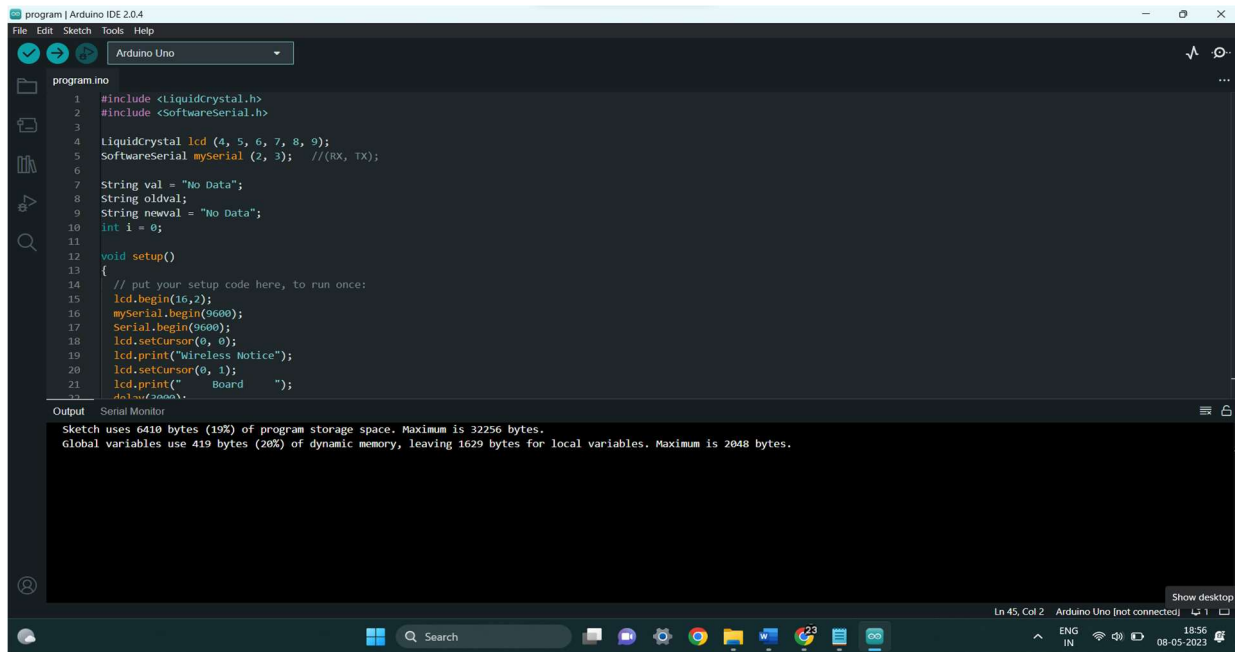 program | Arduino IDE 2.0.4
File Edit Sketch Tools Help
Arduino Uno
program.ino
1 #include <LiquidCrystal.h>
2 #include <SoftwareSerial.h>
3
4 LiquidCrystal lcd (4, 5, 6, 7, 8, 9);
5 SoftwareSerial mySerial (2, 3);   //(RX, TX);
6
7 String val = "No Data";
8 String oldval;
9 String newval = "No Data";
10 int i = 0;
11
12 void setup()
13 {
14   // put your setup code here, to run once:
15   lcd.begin(16,2);
16   mySerial.begin(9600);
17   Serial.begin(9600);
18   lcd.setCursor(0, 0);
19   lcd.print("Wireless Notice");
20   lcd.setCursor(0, 1);
21   lcd.print("     Board     ");
22   delay(3000);
Output Serial Monitor
Sketch uses 6410 bytes (19%) of program storage space. Maximum is 32256 bytes.
Global variables use 419 bytes (20%) of dynamic memory, leaving 1629 bytes for local variables. Maximum is 2048 bytes.
Show desktop
Ln 45, Col 2 Arduino Uno [not connected] 1
Search
23
ENG
IN
18:56
08-05-2023